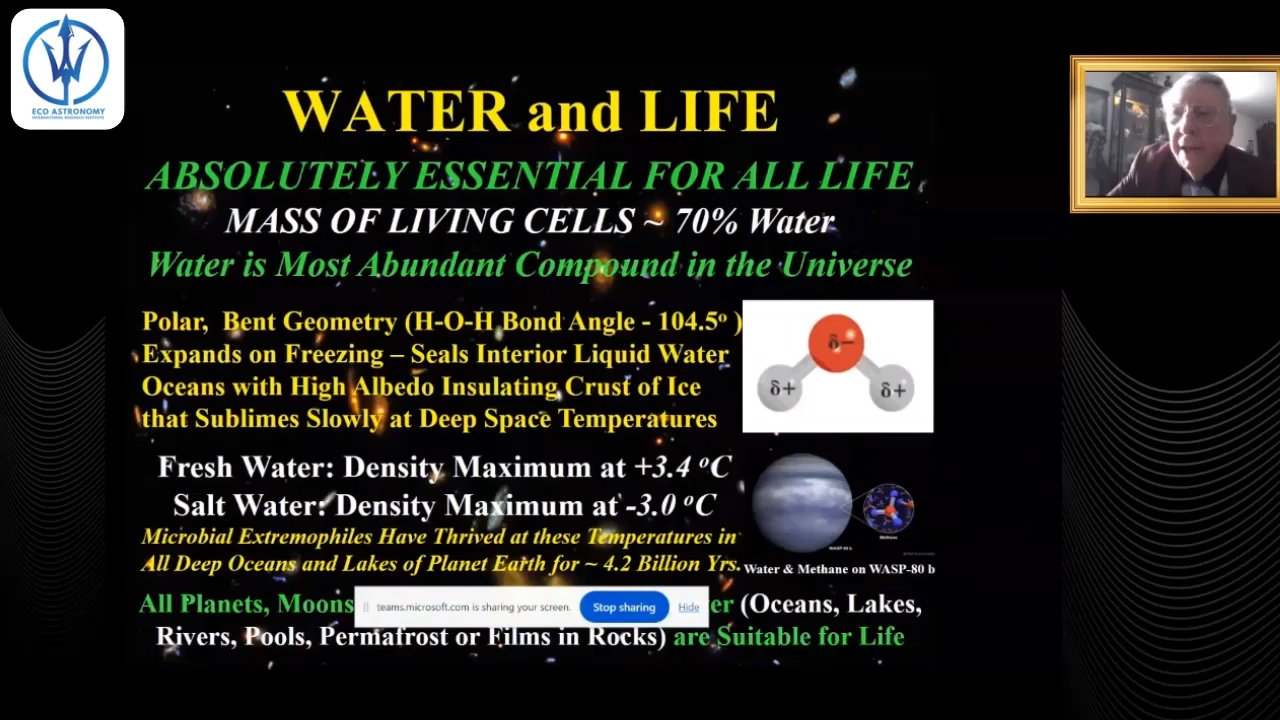 ECO ASTRONOMY
INTERNATIONAL RESEARCH INSTITUTE
WATER and LIFE
ABSOLUTELY ESSENTIAL FOR ALL LIFE
MASS OF LIVING CELLS ~ 70% Water
Water is Most Abundant Compound in the Universe
Polar, Bent Geometry (H-O-H Bond Angle - 104.5º )
Expands on Freezing – Seals Interior Liquid Water
Oceans with High Albedo Insulating Crust of Ice
that Sublimes Slowly at Deep Space Temperatures
δ–
δ+ δ+
Fresh Water: Density Maximum at +3.4 ºC
Salt Water: Density Maximum at -3.0 ºC
Microbial Extremophiles Have Thrived at these Temperatures in
All Deep Oceans and Lakes of Planet Earth for ~ 4.2 Billion Yrs.
Methane
WASP-80 b
Water & Methane on WASP-80 b
All Planets, Moons er (Oceans, Lakes,
teams.microsoft.com is sharing your screen. Stop sharing Hide
Rivers, Pools, Permafrost or Films in Rocks) are Suitable for Life